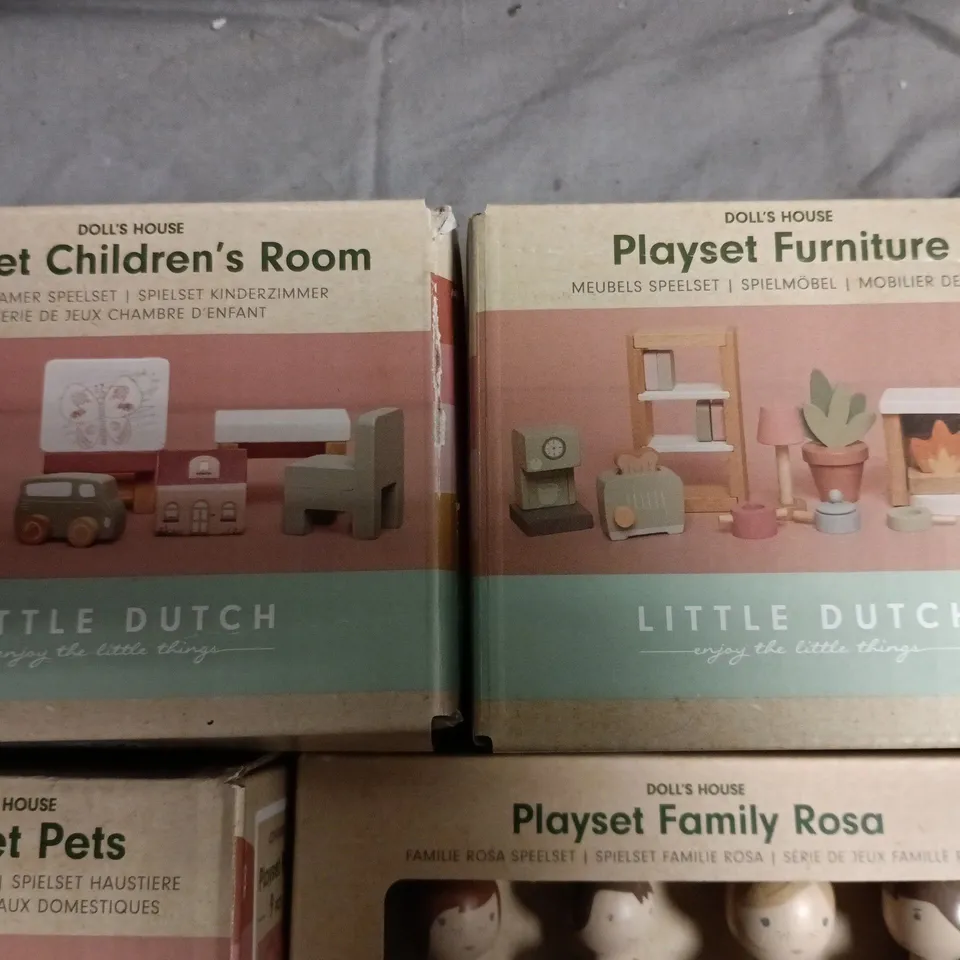 DOLL'S HOUSE
et Children's Room
AMER SPEELSET | SPIELSET KINDERZIMMER
ERIE DE JEUX CHAMBRE D'ENFANT
TTLE DUTCH
enjoy the little things
DOLL'S HOUSE
Playset Furniture
MEUBELS SPEELSET | SPIELMÖBEL | MOBILIER DE
LITTLE DUTCH
enjoy the little things
HOUSE
et Pets
| SPIELSET HAUSTIERE
AUX DOMESTIQUES
Playset
DOLL'S HOUSE
Playset Family Rosa
FAMILIE ROSA SPEELSET | SPIELSET FAMILIE ROSA | SÉRIE DE JEUX FAMILLE